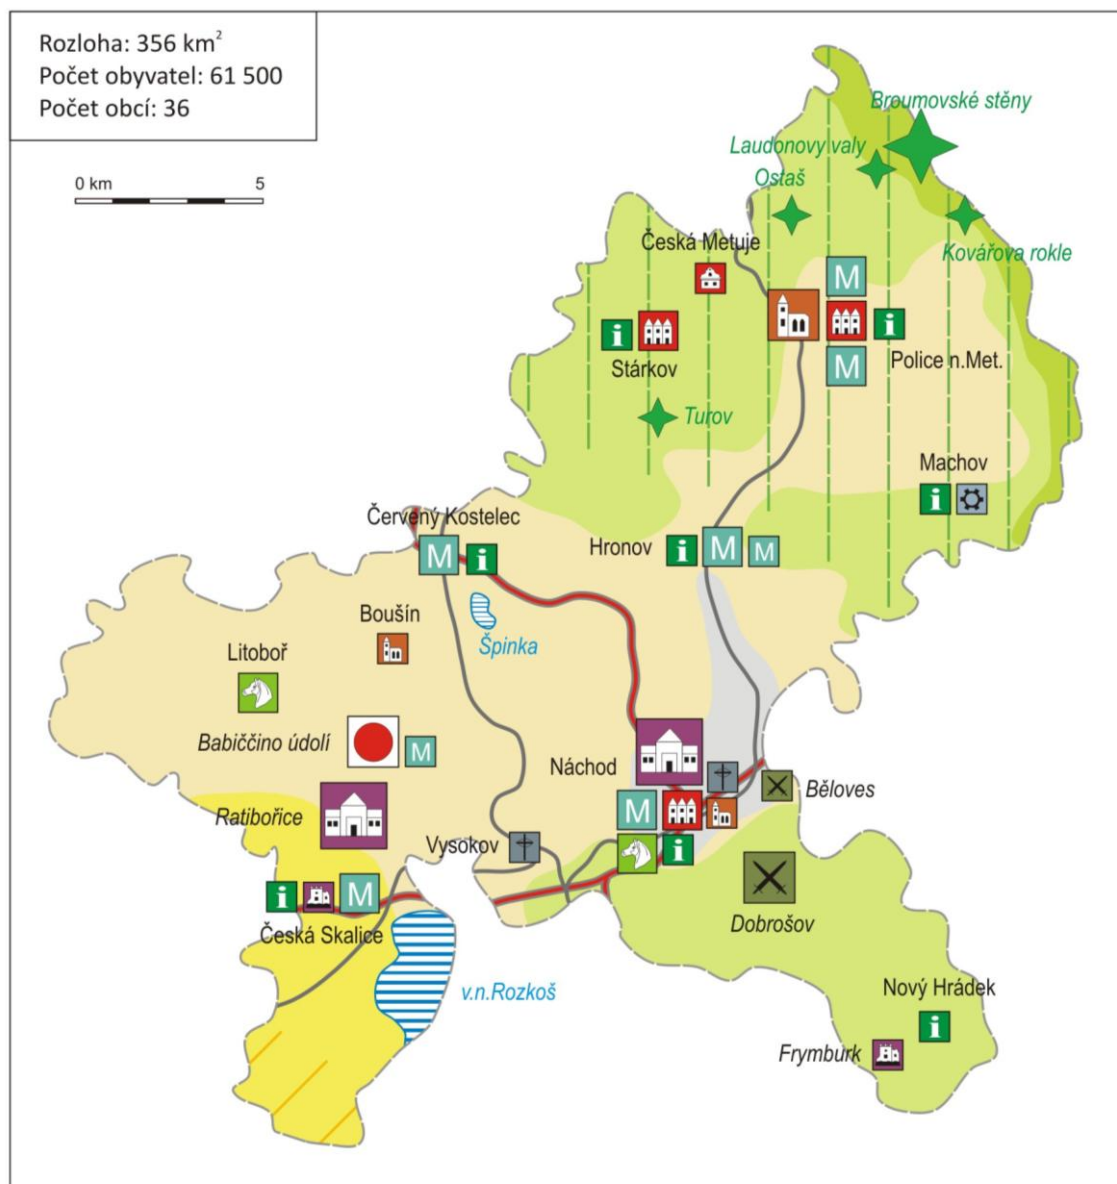 Rozloha: 356 km²
Počet obyvatel: 61 500
Počet obcí: 36
0 km 5
Broumovské stěny
Laudonovy valy
Ostaš
Kovářova rokle
Česká Metuje
M
i
i
Stárkov
M
Police n.Met.
Turov
Machov
i
Červený Kostelec
M
i
Hronov
i
M
M
Špinka
Boušín
Litoboř
Babiččino údolí
M
Náchod
M
i
Běloves
Ratibořice
Vysokov
Dobrošov
i
M
Česká Skalice
v.n.Rozkoš
Nový Hrádek
i
Frymburk